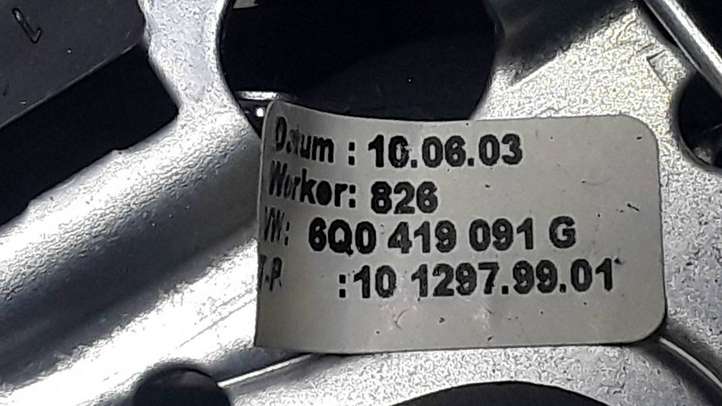 Datum : 10.06.03
Worker: 826
VW: 6Q0 419 091 G
T-P :10 1297.99.01